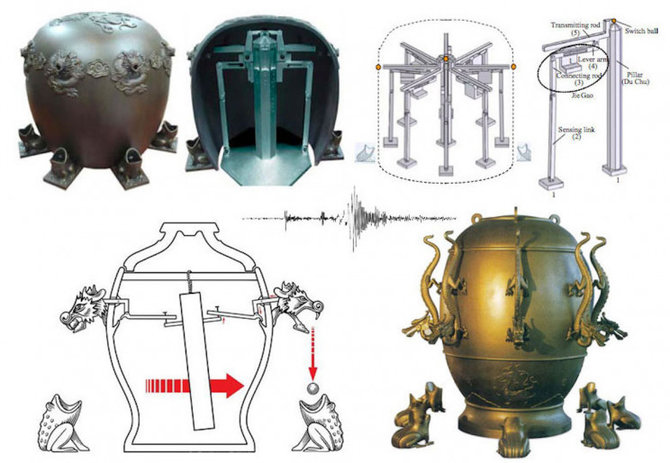 Transmitting rod
(5)
Switch ball
Lever arm
(4)
Connecting rod
(3)
Jie Gao
Pillar
(Du Chu)
Sensing link
(2)
1
1